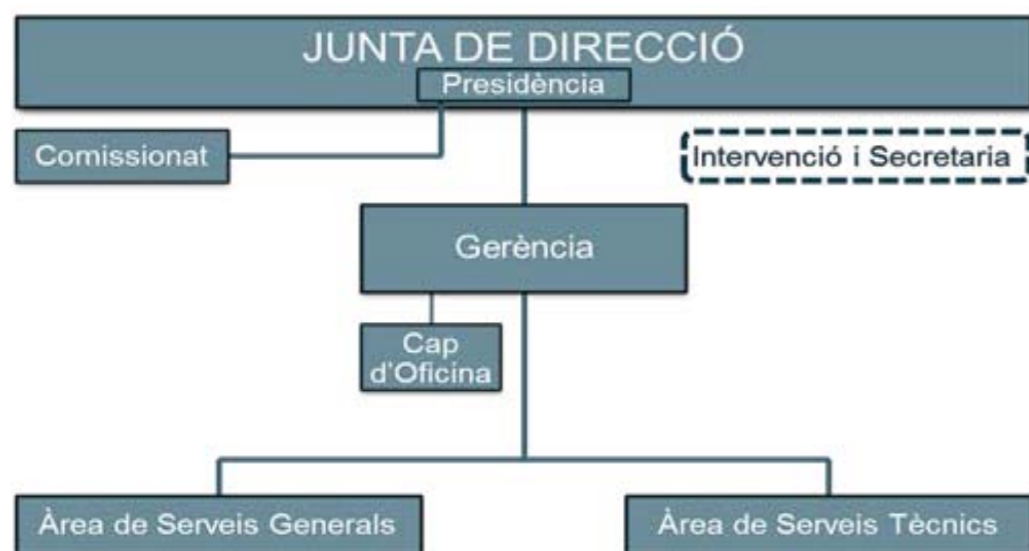 JUNTA DE DIRECCIÓ
Presidència
Comissionat
Intervenció i Secretaria
Gerència
Cap
d'Oficina
Àrea de Serveis Generals
Àrea de Serveis Tècnics